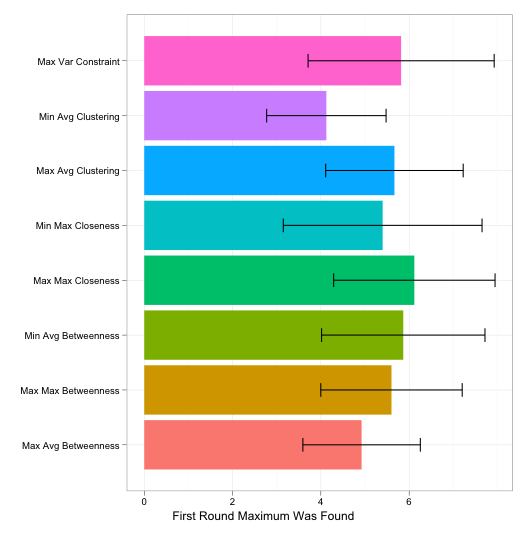 Max Var Constraint
Min Avg Clustering
Max Avg Clustering
Min Max Closeness
Max Max Closeness
Min Avg Betweenness
Max Max Betweenness
Max Avg Betweenness
0 2 4 6
First Round Maximum Was Found